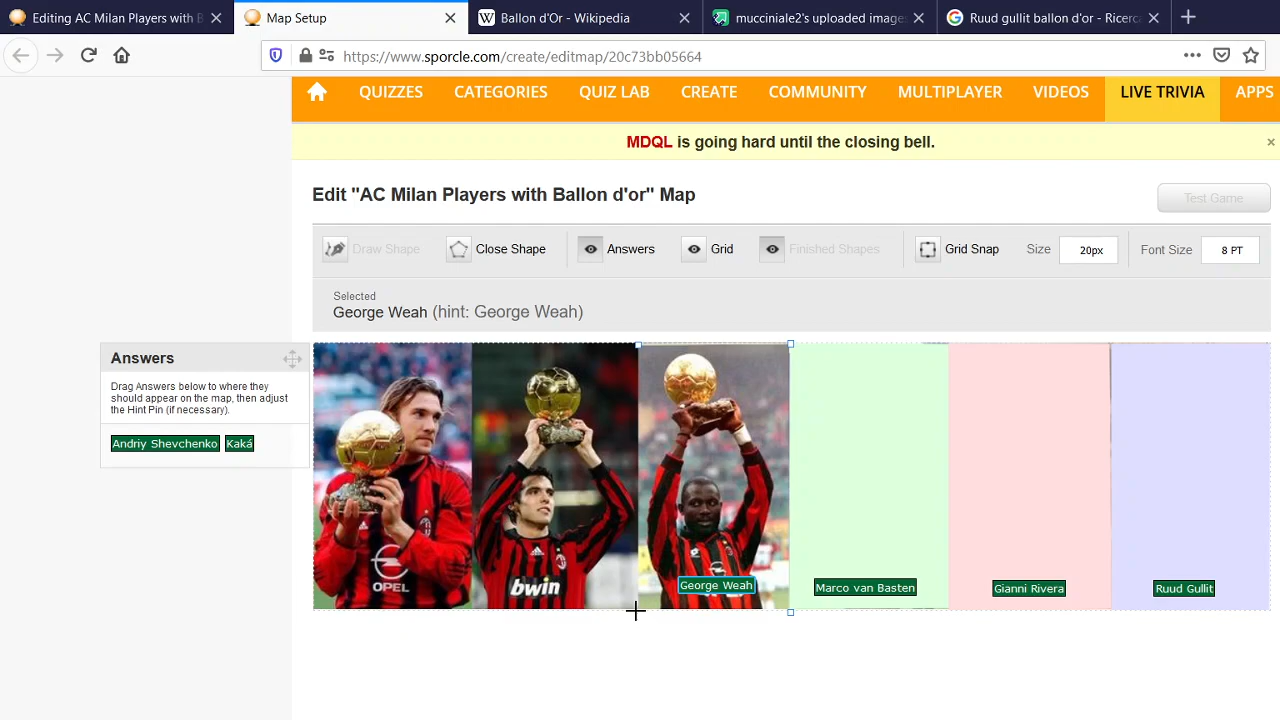 Editing AC Milan Players with B
Map Setup
Ballon d'Or - Wikipedia
mucciniale2's uploaded image
Ruud gullit ballon d'or - Ricerc
https://www.sporcle.com/create/editmap/20c73bb05664
QUIZZES CATEGORIES QUIZ LAB CREATE COMMUNITY MULTIPLAYER VIDEOS LIVE TRIVIA APPS
MDQL is going hard until the closing bell.
Edit "AC Milan Players with Ballon d'or" Map
Test Game
Draw Shape Close Shape Answers Grid Finished Shapes Grid Snap Size 20px Font Size 8 PT
Selected
George Weah (hint: George Weah)
Answers
Drag Answers below to where they
should appear on the map, then adjust
the Hint Pin (if necessary).
Andriy Shevchenko Kaká
OPEL
bwin
George Weah
Marco van Basten
Gianni Rivera
Ruud Gullit